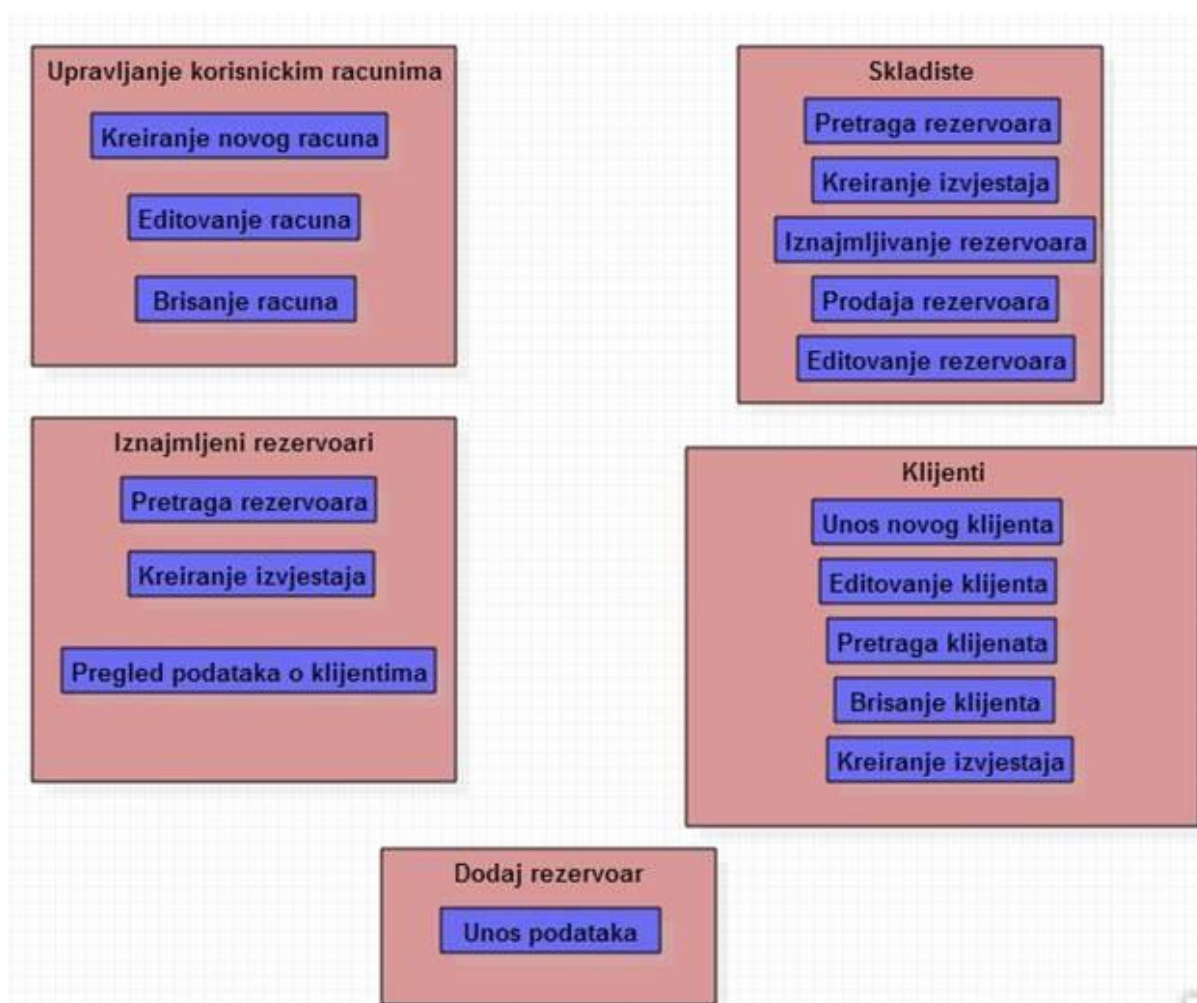 Upravljanje korisnickim racunima
Kreiranje novog racuna
Editovanje racuna
Brisanje racuna
Skladiste
Pretraga rezervoara
Kreiranje izvjestaja
Iznajmljivanje rezervoara
Prodaja rezervoara
Editovanje rezervoara
Iznajmljeni rezervoari
Pretraga rezervoara
Kreiranje izvjestaja
Pregled podataka o klijentima
Klijenti
Unos novog klijenta
Editovanje klijenta
Pretraga klijenata
Brisanje klijenta
Kreiranje izvjestaja
Dodaj rezervoar
Unos podataka